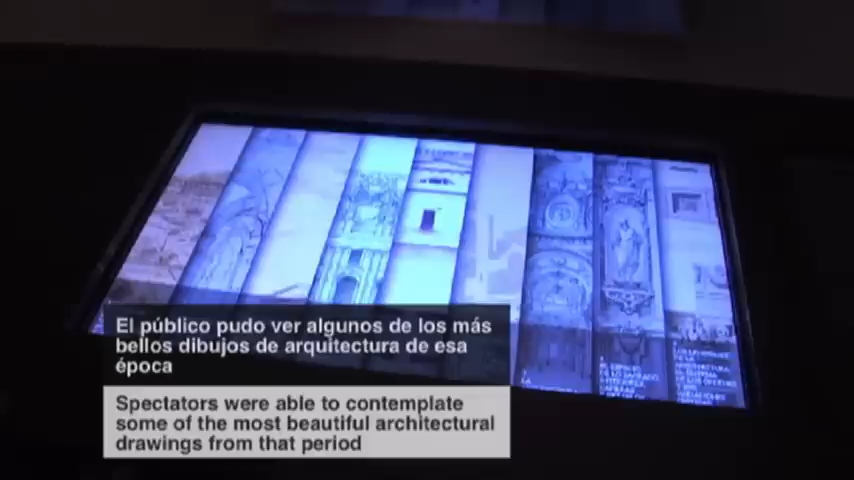 El público pudo ver algunos de los más
bellos dibujos de arquitectura de esa
época
Spectators were able to contemplate
some of the most beautiful architectural
drawings from that period